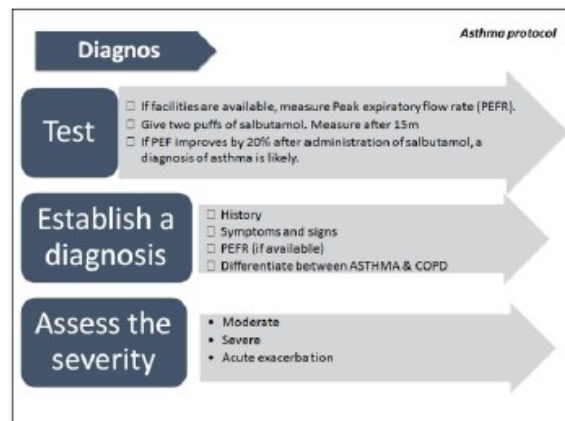 Asthma protocol
Diagnos
Test
□ If facilities are available, measure Peak expiratory flow rate (PEFR).
□ Give two puffs of salbutamol. Measure after 15m
□ If PEF improves by 20% after administration of salbutamol, a
diagnosis of asthma is likely.
Establish a
diagnosis
□ History
□ Symptoms and signs
□ PEFR (if available)
□ Differentiate between ASTHMA & COPD
Assess the
severity
• Moderate
• Severe
• Acute exacerbation